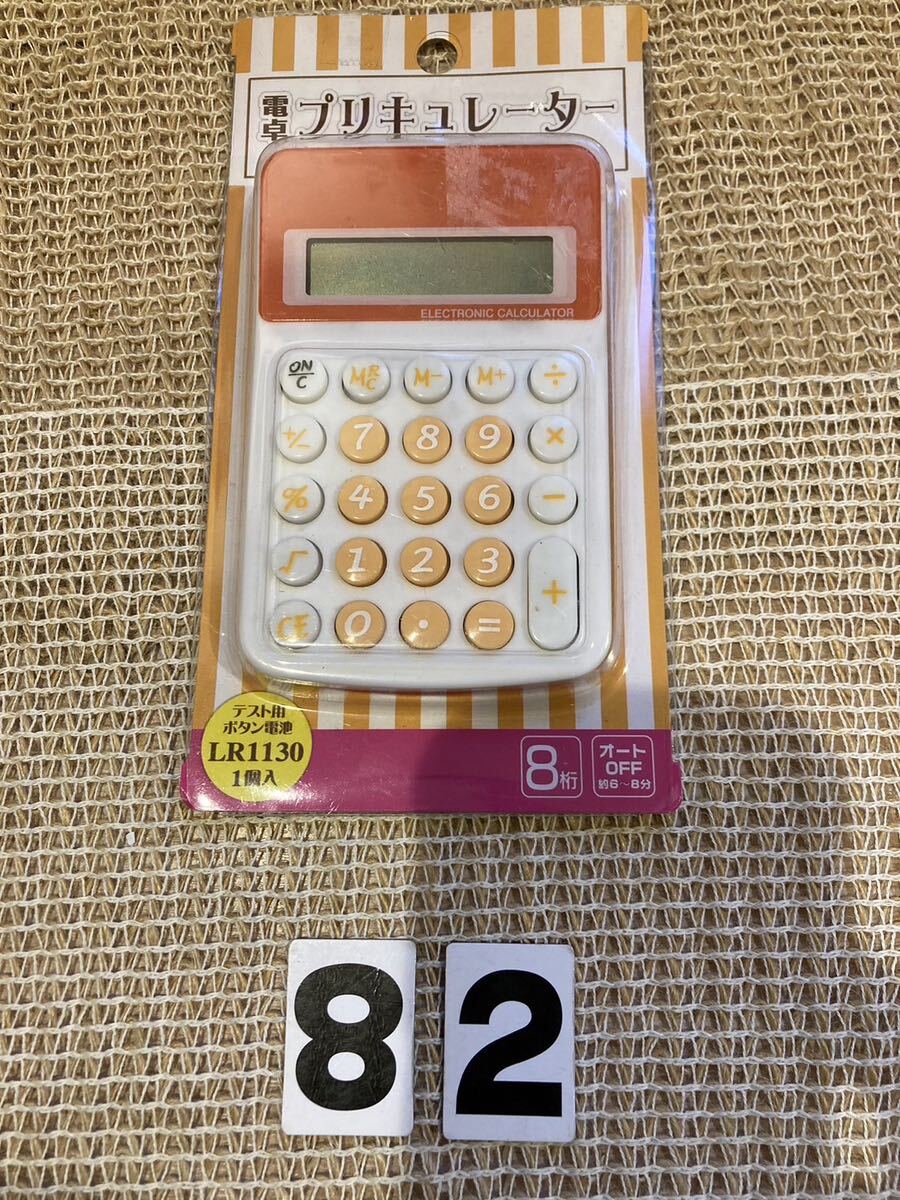 電卓 プリキュレーター
ELECTRONIC CALCULATOR
ON/C MR/C M− M+ ÷
+/− 7 8 9 ×
% 4 5 6 −
√ 1 2 3 +
CE 0 . =
テスト用
ボタン電池
LR1130
1個入
8桁
オート
OFF
約6〜8分
8 2